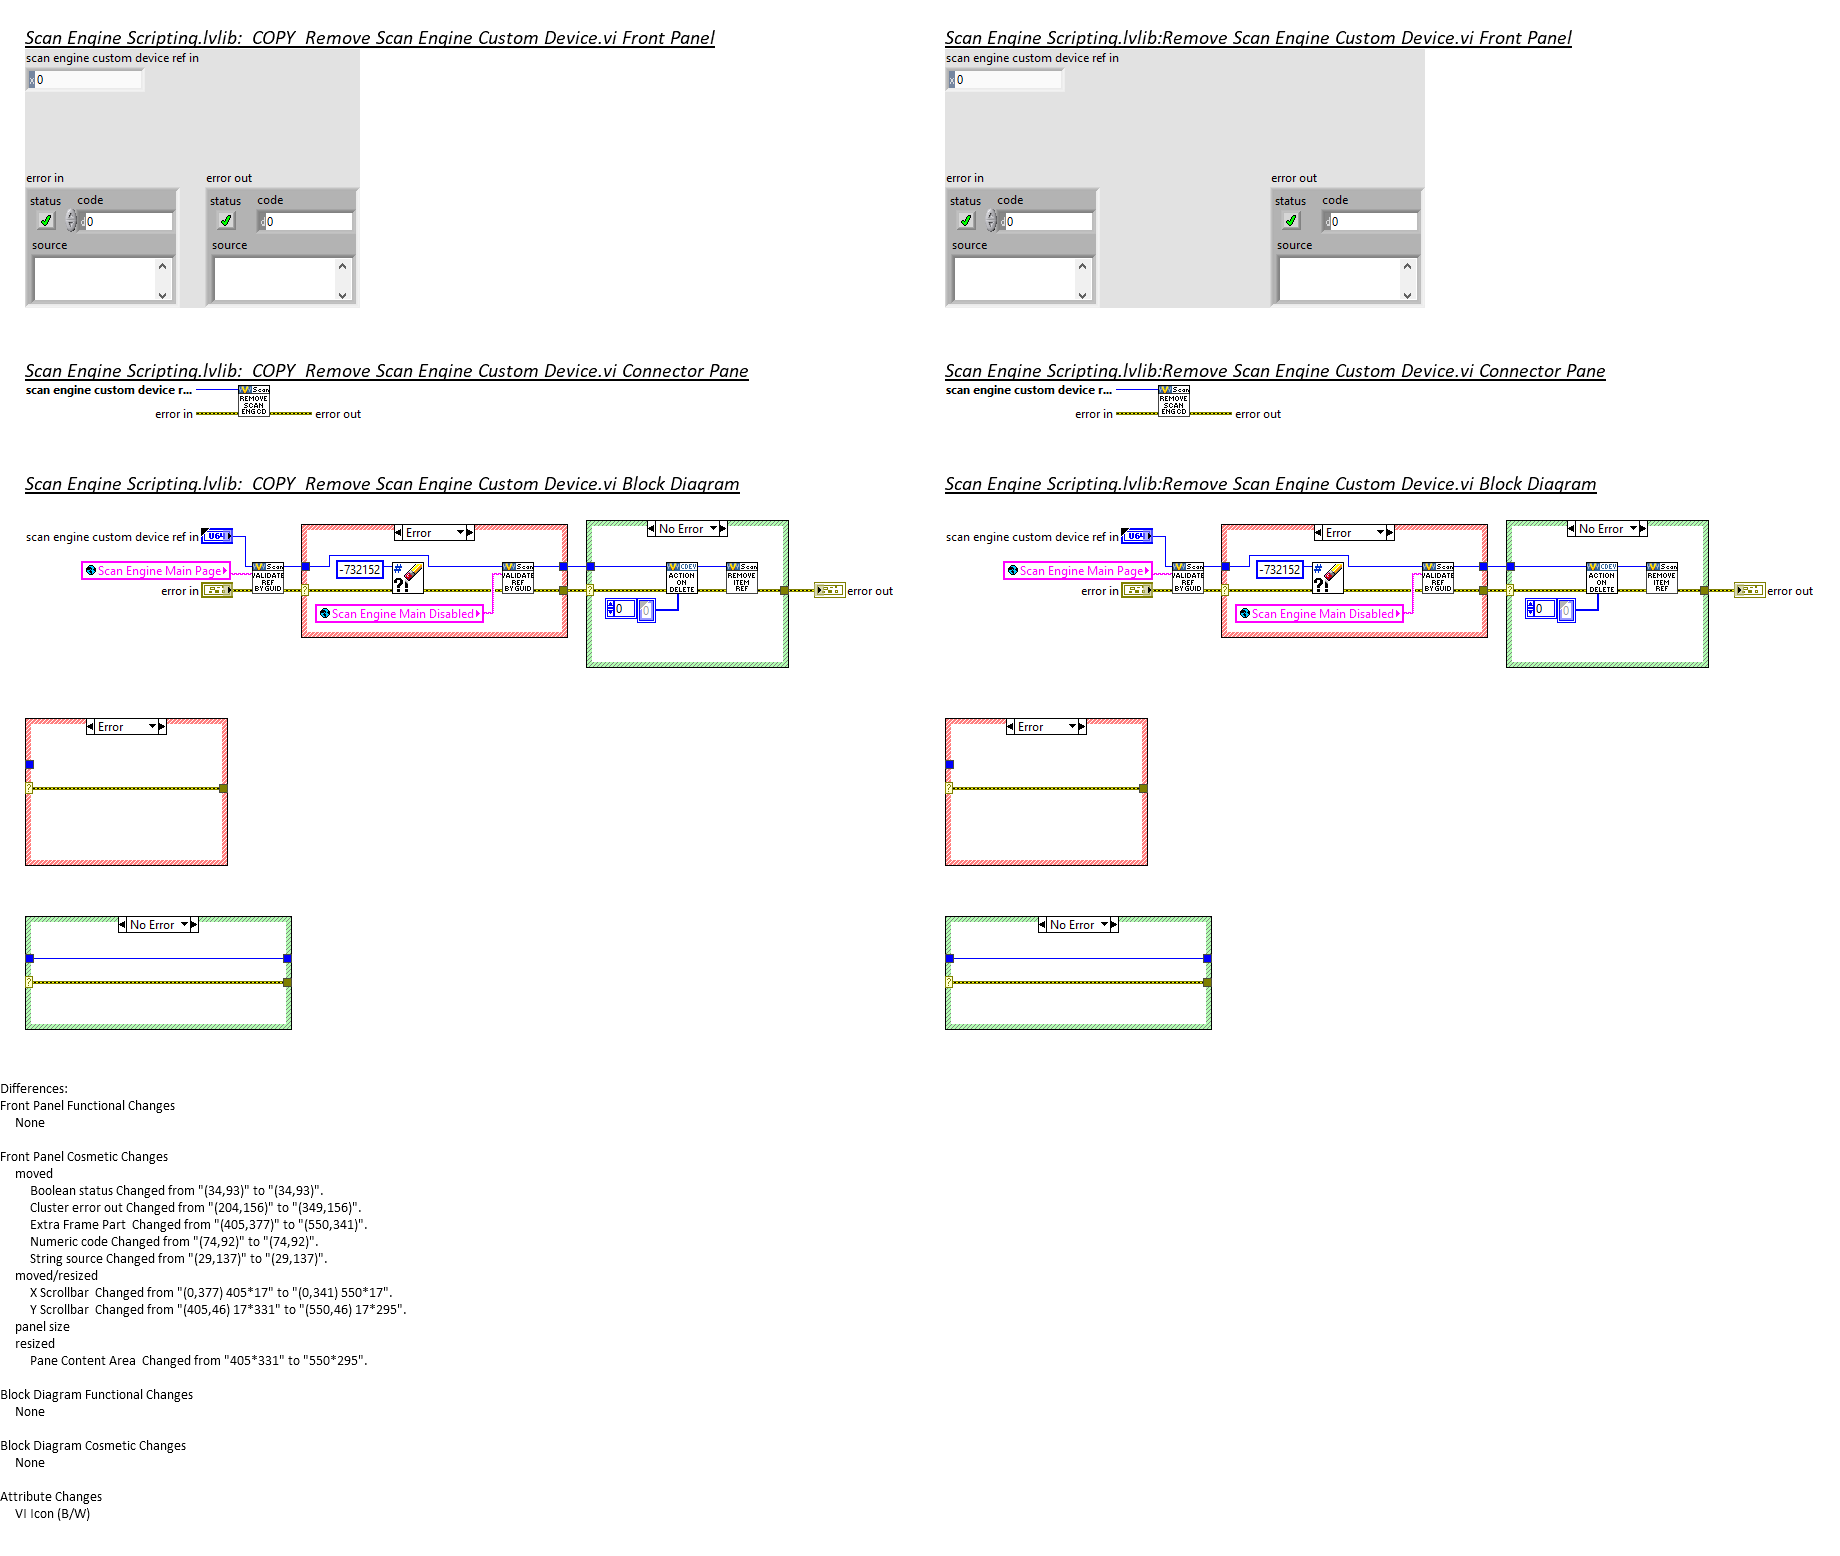 Scan Engine Scripting.lvlib:  COPY  Remove Scan Engine Custom Device.vi Front Panel
scan engine custom device ref in
x 0
error in
status code
d 0
source
error out
status code
d 0
source
Scan Engine Scripting.lvlib:Remove Scan Engine Custom Device.vi Front Panel
scan engine custom device ref in
x 0
error in
status code
d 0
source
error out
status code
d 0
source
Scan Engine Scripting.lvlib:  COPY  Remove Scan Engine Custom Device.vi Connector Pane
scan engine custom device r...
Scan
REMOVE
SCAN
ENG CD
error in
error out
Scan Engine Scripting.lvlib:Remove Scan Engine Custom Device.vi Connector Pane
scan engine custom device r...
Scan
REMOVE
SCAN
ENG CD
error in
error out
Scan Engine Scripting.lvlib:  COPY  Remove Scan Engine Custom Device.vi Block Diagram
scan engine custom device ref in
U64
Scan Engine Main Page
error in
Scan
VALIDATE
REF
BY GUID
Error
-732152
#
?!
Scan Engine Main Disabled
Scan
VALIDATE
REF
BY GUID
No Error
0
0
CDEV
ACTION
ON
DELETE
Scan
REMOVE
ITEM
REF
error out
Error
?
No Error
?
Scan Engine Scripting.lvlib:Remove Scan Engine Custom Device.vi Block Diagram
scan engine custom device ref in
U64
Scan Engine Main Page
error in
Scan
VALIDATE
REF
BY GUID
Error
-732152
#
?!
Scan Engine Main Disabled
Scan
VALIDATE
REF
BY GUID
No Error
0
0
CDEV
ACTION
ON
DELETE
Scan
REMOVE
ITEM
REF
error out
Error
?
No Error
?
Differences:
Front Panel Functional Changes
None
Front Panel Cosmetic Changes
moved
Boolean status Changed from "(34,93)" to "(34,93)".
Cluster error out Changed from "(204,156)" to "(349,156)".
Extra Frame Part  Changed from "(405,377)" to "(550,341)".
Numeric code Changed from "(74,92)" to "(74,92)".
String source Changed from "(29,137)" to "(29,137)".
moved/resized
X Scrollbar  Changed from "(0,377) 405*17" to "(0,341) 550*17".
Y Scrollbar  Changed from "(405,46) 17*331" to "(550,46) 17*295".
panel size
resized
Pane Content Area  Changed from "405*331" to "550*295".
Block Diagram Functional Changes
None
Block Diagram Cosmetic Changes
None
Attribute Changes
VI Icon (B/W)